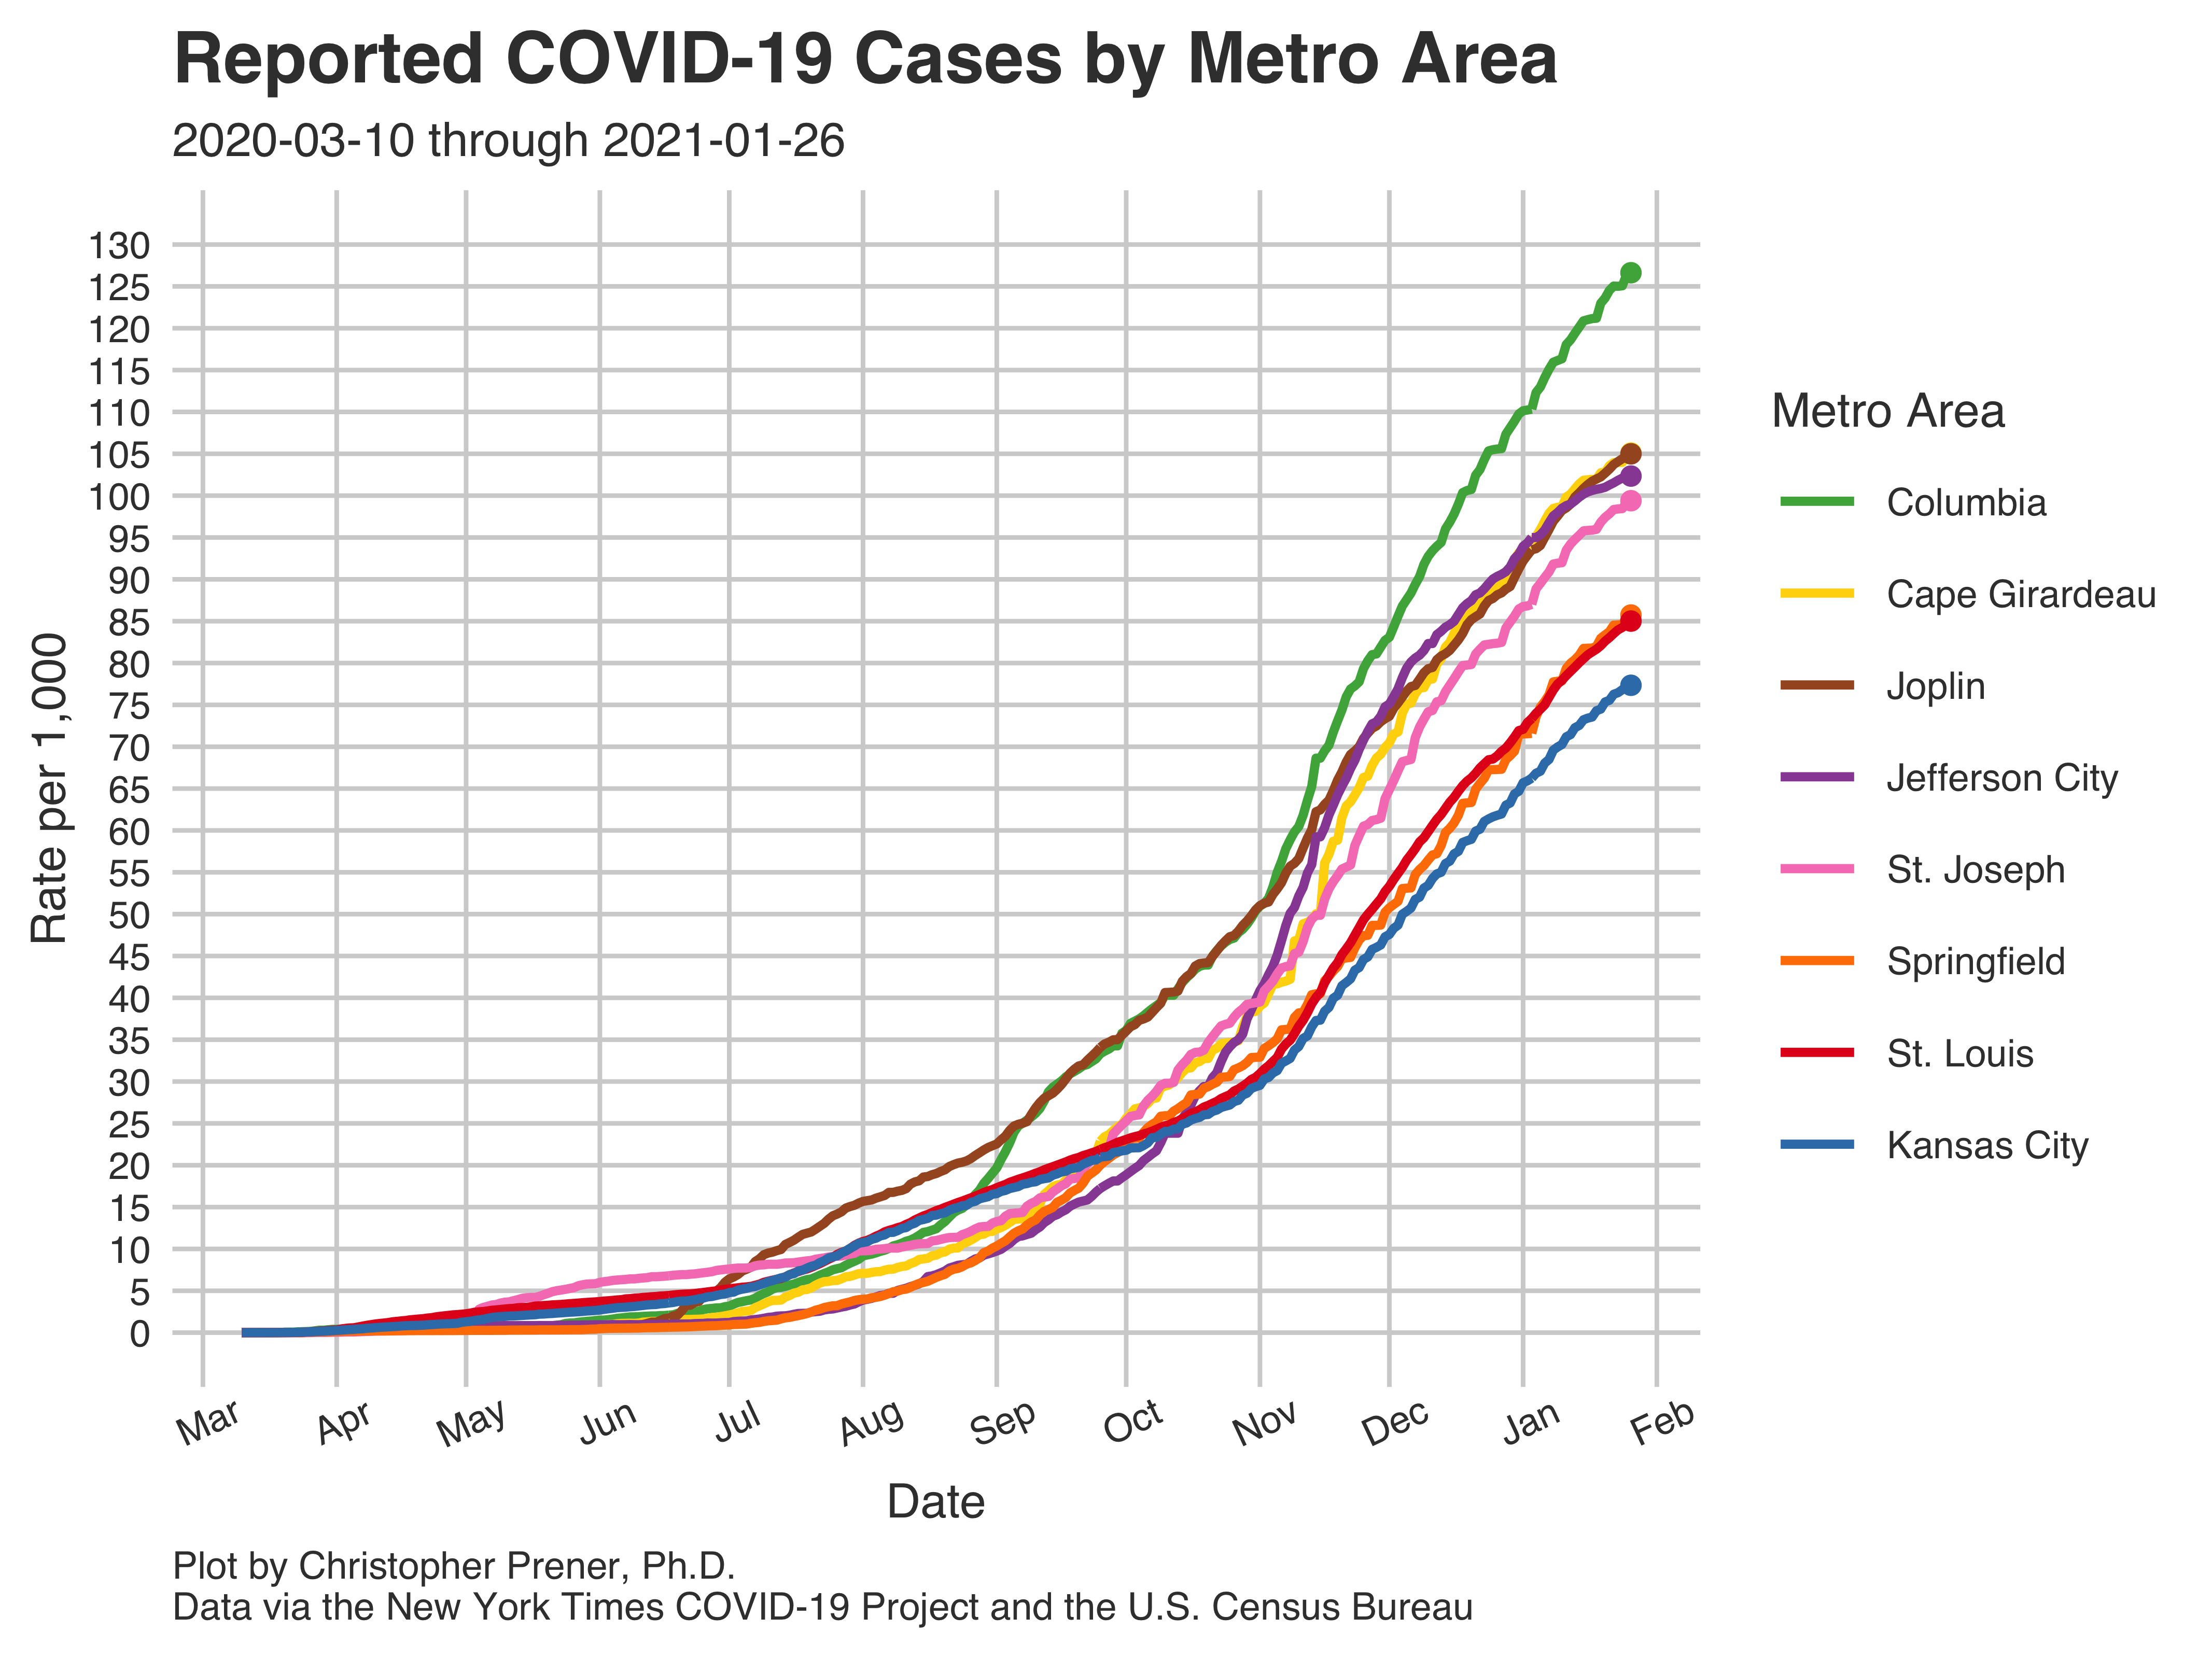 Reported COVID-19 Cases by Metro Area
2020-03-10 through 2021-01-26
Rate per 1,000
130
125
120
115
110
105
100
95
90
85
80
75
70
65
60
55
50
45
40
35
30
25
20
15
10
5
0
Mar Apr May Jun Jul Aug Sep Oct Nov Dec Jan Feb
Date
Metro Area
Columbia
Cape Girardeau
Joplin
Jefferson City
St. Joseph
Springfield
St. Louis
Kansas City
Plot by Christopher Prener, Ph.D.
Data via the New York Times COVID-19 Project and the U.S. Census Bureau